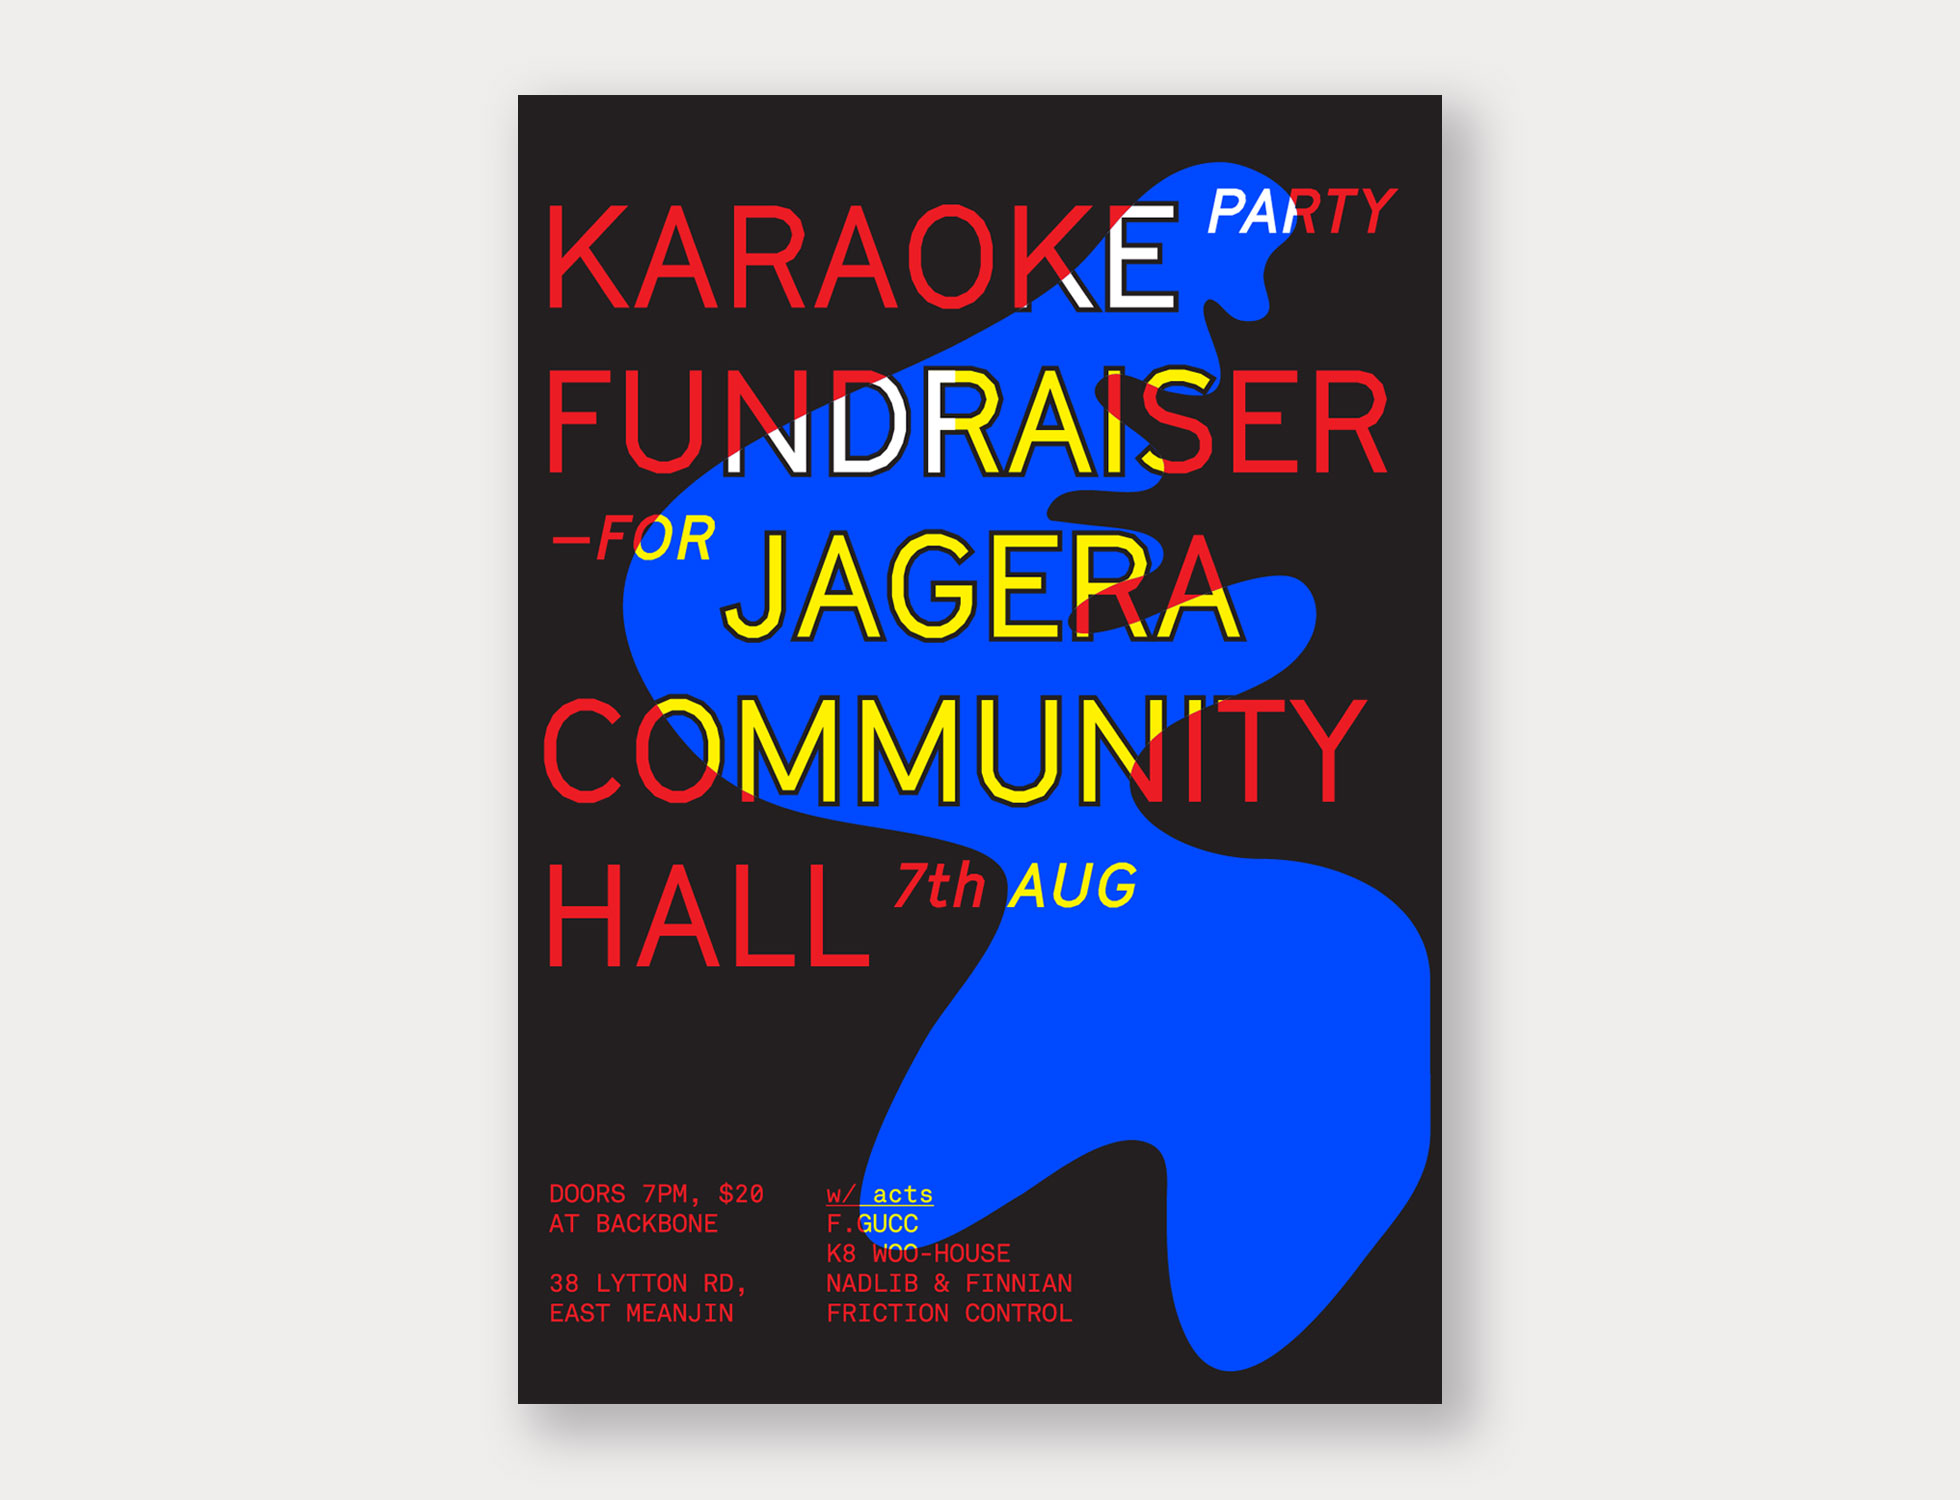 KARAOKE PARTY
FUNDRAISER
—FOR
JAGERA
COMMUNITY
HALL 7th AUG
DOORS 7PM, $20
AT BACKBONE
38 LYTTON RD,
EAST MEANJIN
w/ acts
F.GUCC
K8 WOO-HOUSE
NADLIB & FINNIAN
FRICTION CONTROL